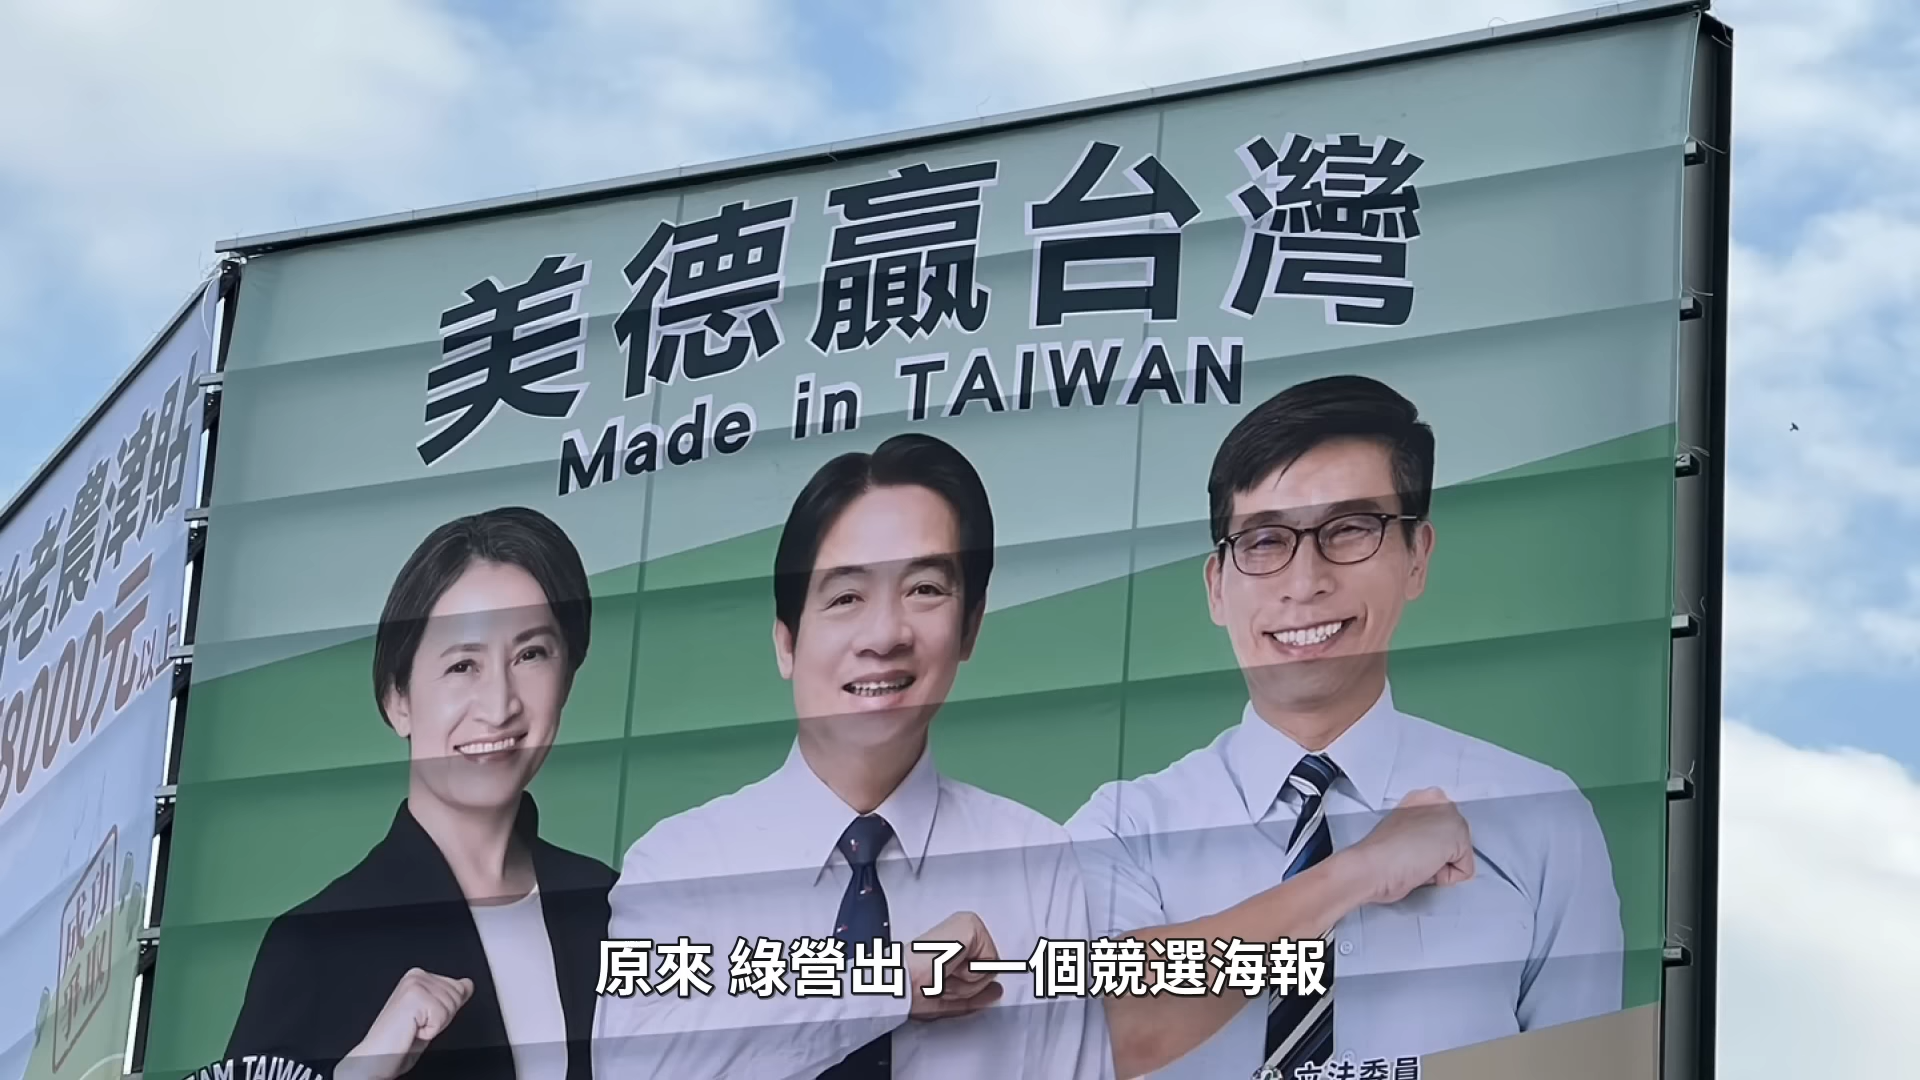 美德贏台灣
Made in TAIWAN
老農津貼
8000元以上
成功
爭取
原來 綠營出了一個競選海報
TEAM TAIWAN
立法委員